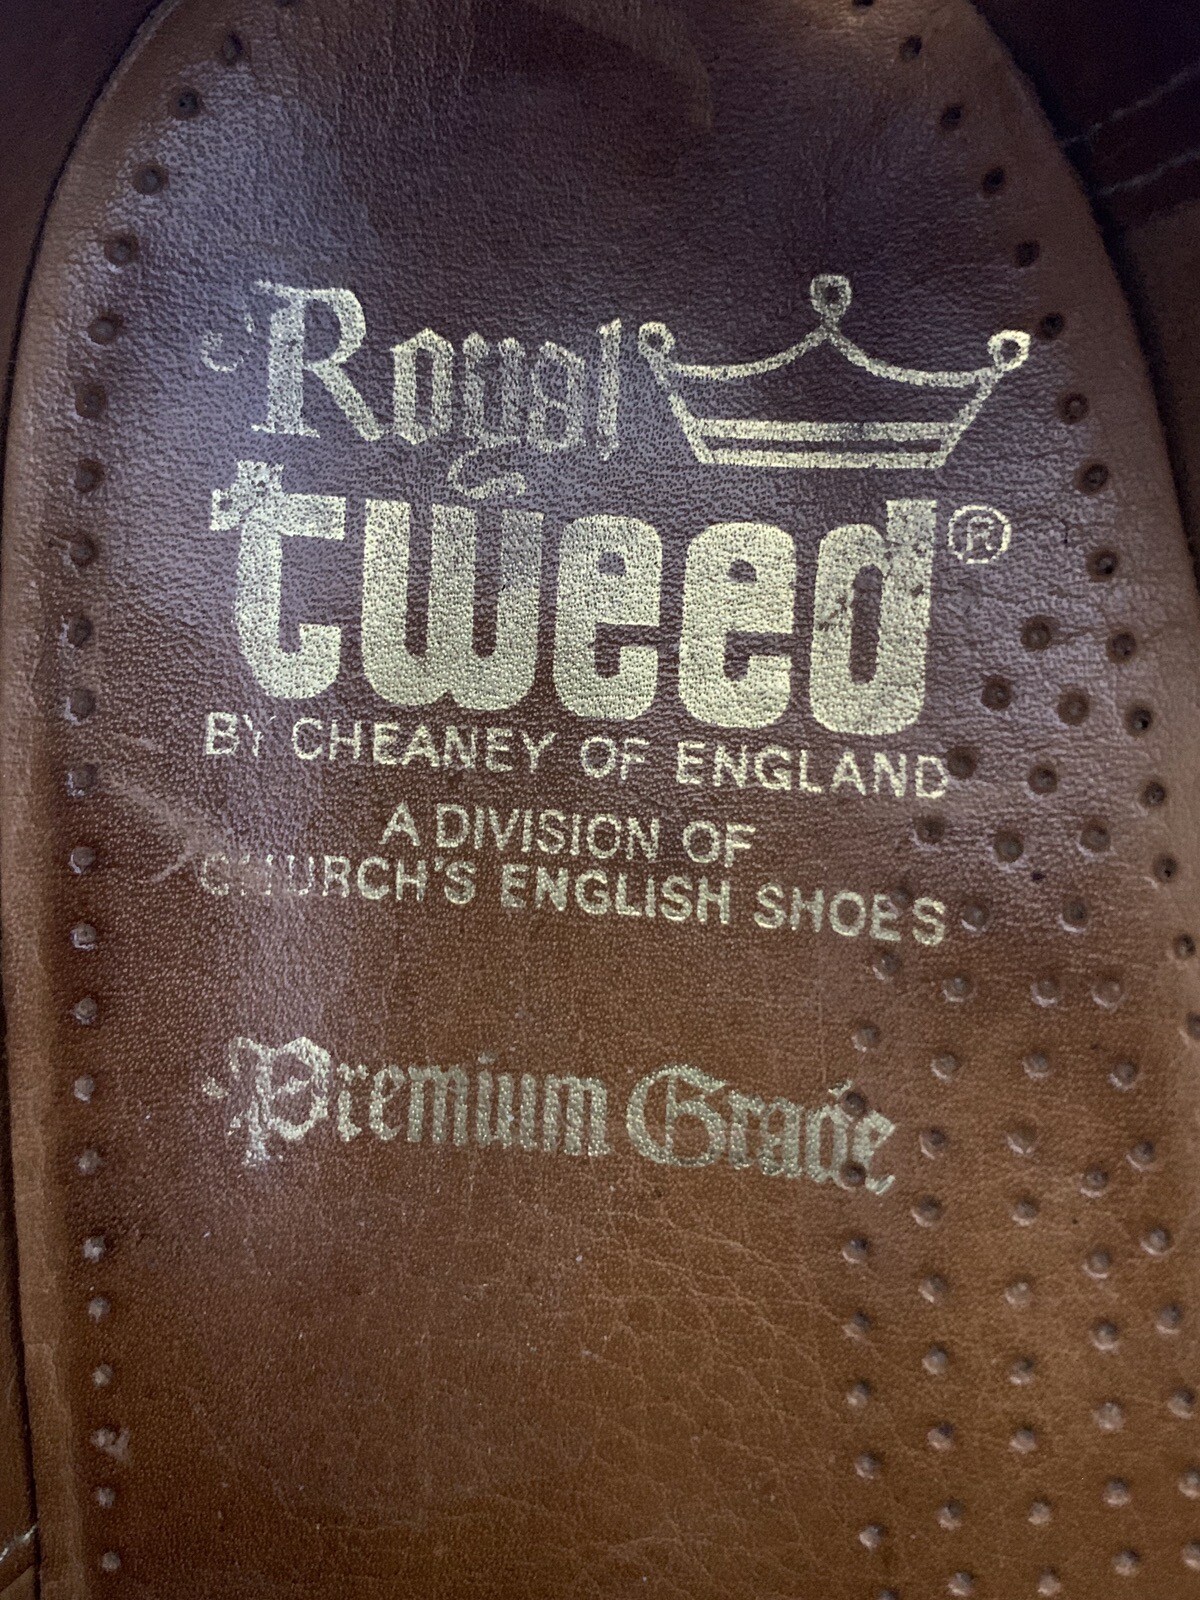 Royal
tweed®
BY CHEANEY OF ENGLAND
A DIVISION OF
CHURCH'S ENGLISH SHOES
Premium Grade